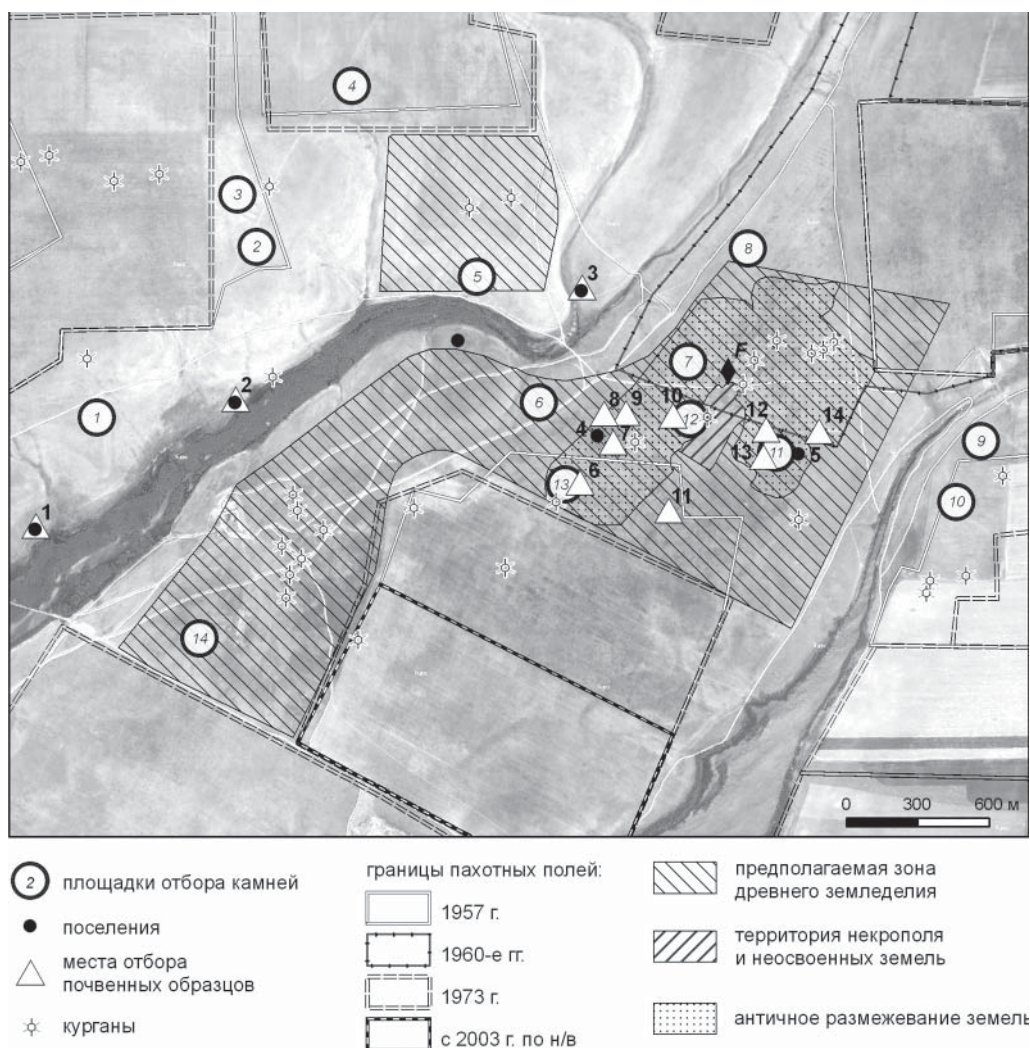 4
3
2
5
8
3
7
F
1
2
6
8
9
10
12
12
14
4
7
13
11
5
9
13
6
11
10
1
14
0 300 600 м
2
площадки отбора камней
поселения
места отбора
почвенных образцов
курганы
границы пахотных полей:
1957 г.
1960-е гг.
1973 г.
с 2003 г. по н/в
предполагаемая зона
древнего земледелия
территория некрополя
и неосвоенных земель
античное размежевание земель